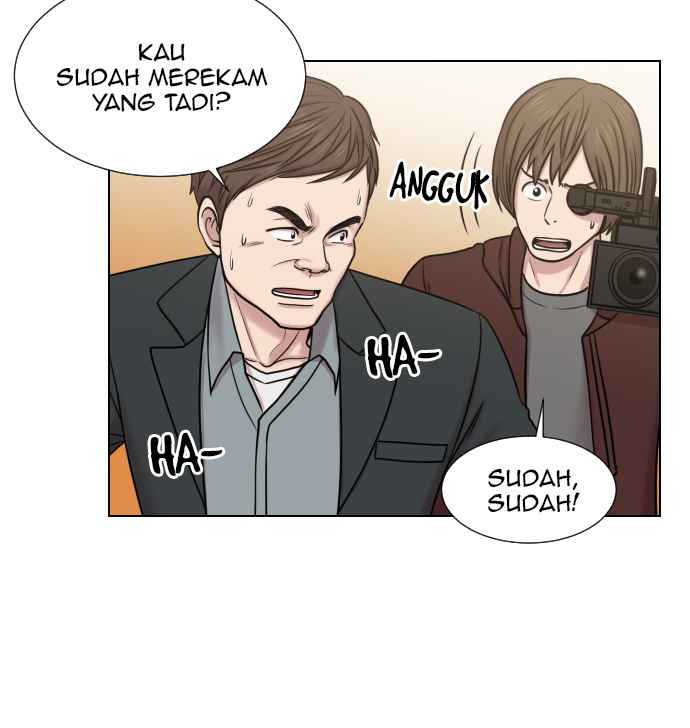 KAU
SUDAH MEREKAM
YANG TADI?
ANGGUK
HA-
HA-
SUDAH,
SUDAH!